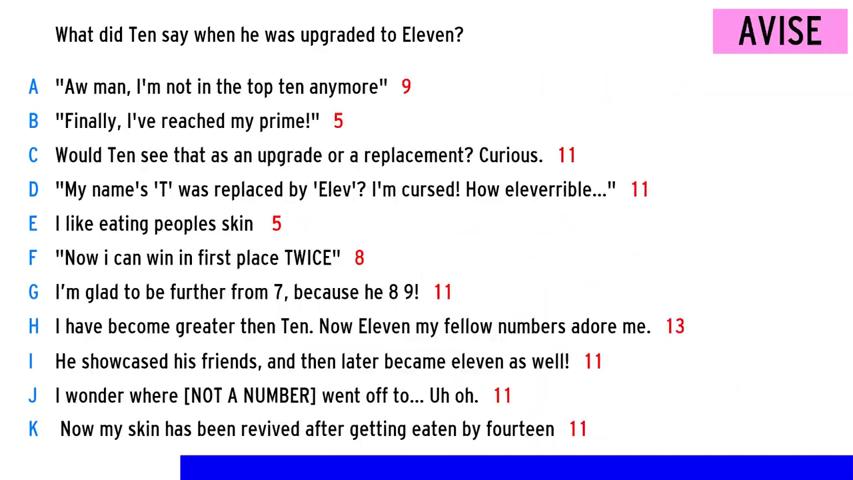 What did Ten say when he was upgraded to Eleven?
AVISE
A "Aw man, I'm not in the top ten anymore" 9
B "Finally, I've reached my prime!" 5
C Would Ten see that as an upgrade or a replacement? Curious. 11
D "My name's 'T' was replaced by 'Elev'? I'm cursed! How eleverrible..." 11
E I like eating peoples skin 5
F "Now i can win in first place TWICE" 8
G I'm glad to be further from 7, because he 8 9! 11
H I have become greater then Ten. Now Eleven my fellow numbers adore me. 13
I He showcased his friends, and then later became eleven as well! 11
J I wonder where [NOT A NUMBER] went off to... Uh oh. 11
K Now my skin has been revived after getting eaten by fourteen 11